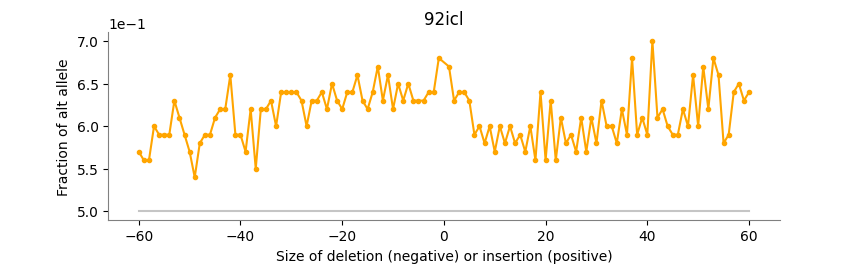 92icl
1e−1
7.0
6.5
6.0
5.5
5.0
Fraction of alt allele
−60 −40 −20 0 20 40 60
Size of deletion (negative) or insertion (positive)